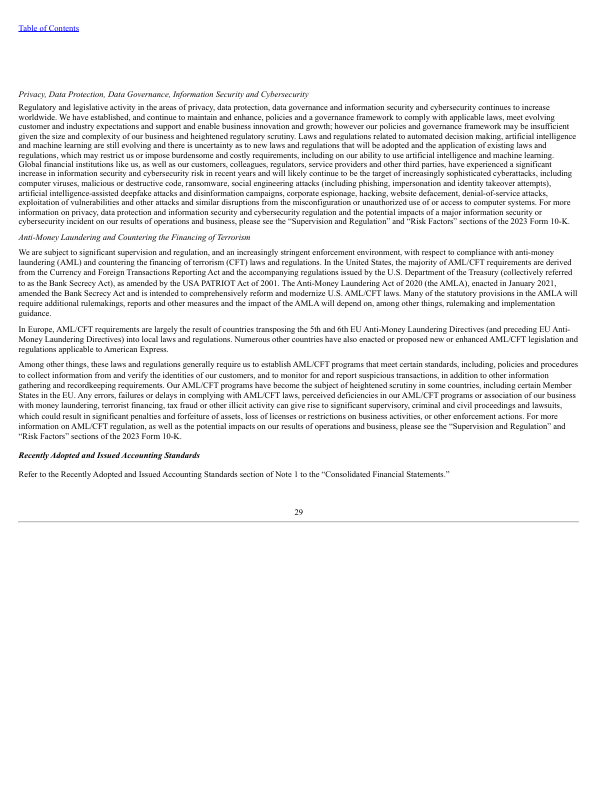 Table of Contents
Privacy, Data Protection, Data Governance, Information Security and Cybersecurity
Regulatory and legislative activity in the areas of privacy, data protection, data governance and information security and cybersecurity continues to increase
worldwide. We have established, and continue to maintain and enhance, policies and a governance framework to comply with applicable laws, meet evolving
customer and industry expectations and support and enable business innovation and growth; however our policies and governance framework may be insufficient
given the size and complexity of our business and heightened regulatory scrutiny. Laws and regulations related to automated decision making, artificial intelligence
and machine learning are still evolving and there is uncertainty as to new laws and regulations that will be adopted and the application of existing laws and
regulations, which may restrict us or impose burdensome and costly requirements, including on our ability to use artificial intelligence and machine learning.
Global financial institutions like us, as well as our customers, colleagues, regulators, service providers and other third parties, have experienced a significant
increase in information security and cybersecurity risk in recent years and will likely continue to be the target of increasingly sophisticated cyberattacks, including
computer viruses, malicious or destructive code, ransomware, social engineering attacks (including phishing, impersonation and identity takeover attempts),
artificial intelligence-assisted deepfake attacks and disinformation campaigns, corporate espionage, hacking, website defacement, denial-of-service attacks,
exploitation of vulnerabilities and other attacks and similar disruptions from the misconfiguration or unauthorized use of or access to computer systems. For more
information on privacy, data protection and information security and cybersecurity regulation and the potential impacts of a major information security or
cybersecurity incident on our results of operations and business, please see the “Supervision and Regulation” and “Risk Factors” sections of the 2023 Form 10-K.
Anti-Money Laundering and Countering the Financing of Terrorism
We are subject to significant supervision and regulation, and an increasingly stringent enforcement environment, with respect to compliance with anti-money
laundering (AML) and countering the financing of terrorism (CFT) laws and regulations. In the United States, the majority of AML/CFT requirements are derived
from the Currency and Foreign Transactions Reporting Act and the accompanying regulations issued by the U.S. Department of the Treasury (collectively referred
to as the Bank Secrecy Act), as amended by the USA PATRIOT Act of 2001. The Anti-Money Laundering Act of 2020 (the AMLA), enacted in January 2021,
amended the Bank Secrecy Act and is intended to comprehensively reform and modernize U.S. AML/CFT laws. Many of the statutory provisions in the AMLA will
require additional rulemakings, reports and other measures and the impact of the AMLA will depend on, among other things, rulemaking and implementation
guidance.
In Europe, AML/CFT requirements are largely the result of countries transposing the 5th and 6th EU Anti-Money Laundering Directives (and preceding EU Anti-
Money Laundering Directives) into local laws and regulations. Numerous other countries have also enacted or proposed new or enhanced AML/CFT legislation and
regulations applicable to American Express.
Among other things, these laws and regulations generally require us to establish AML/CFT programs that meet certain standards, including, policies and procedures
to collect information from and verify the identities of our customers, and to monitor for and report suspicious transactions, in addition to other information
gathering and recordkeeping requirements. Our AML/CFT programs have become the subject of heightened scrutiny in some countries, including certain Member
States in the EU. Any errors, failures or delays in complying with AML/CFT laws, perceived deficiencies in our AML/CFT programs or association of our business
with money laundering, terrorist financing, tax fraud or other illicit activity can give rise to significant supervisory, criminal and civil proceedings and lawsuits,
which could result in significant penalties and forfeiture of assets, loss of licenses or restrictions on business activities, or other enforcement actions. For more
information on AML/CFT regulation, as well as the potential impacts on our results of operations and business, please see the “Supervision and Regulation” and
“Risk Factors” sections of the 2023 Form 10-K.
Recently Adopted and Issued Accounting Standards
Refer to the Recently Adopted and Issued Accounting Standards section of Note 1 to the “Consolidated Financial Statements.”
29